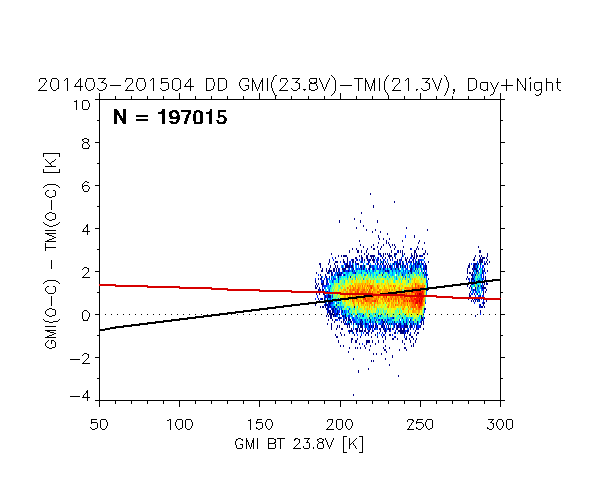 201403-201504 DD GMI(23.8V)-TMI(21.3V), Day+Night
N = 197015
10
8
6
4
2
0
-2
-4
GMI(O-C) - TMI(O-C) [K]
50 100 150 200 250 300
GMI BT 23.8V [K]